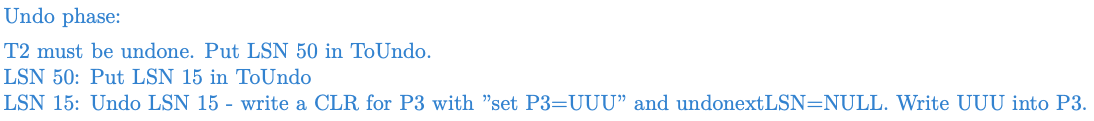 Undo phase:
T2 must be undone. Put LSN 50 in ToUndo.
LSN 50: Put LSN 15 in ToUndo
LSN 15: Undo LSN 15 - write a CLR for P3 with ”set P3=UUU” and undonextLSN=NULL. Write UUU into P3.